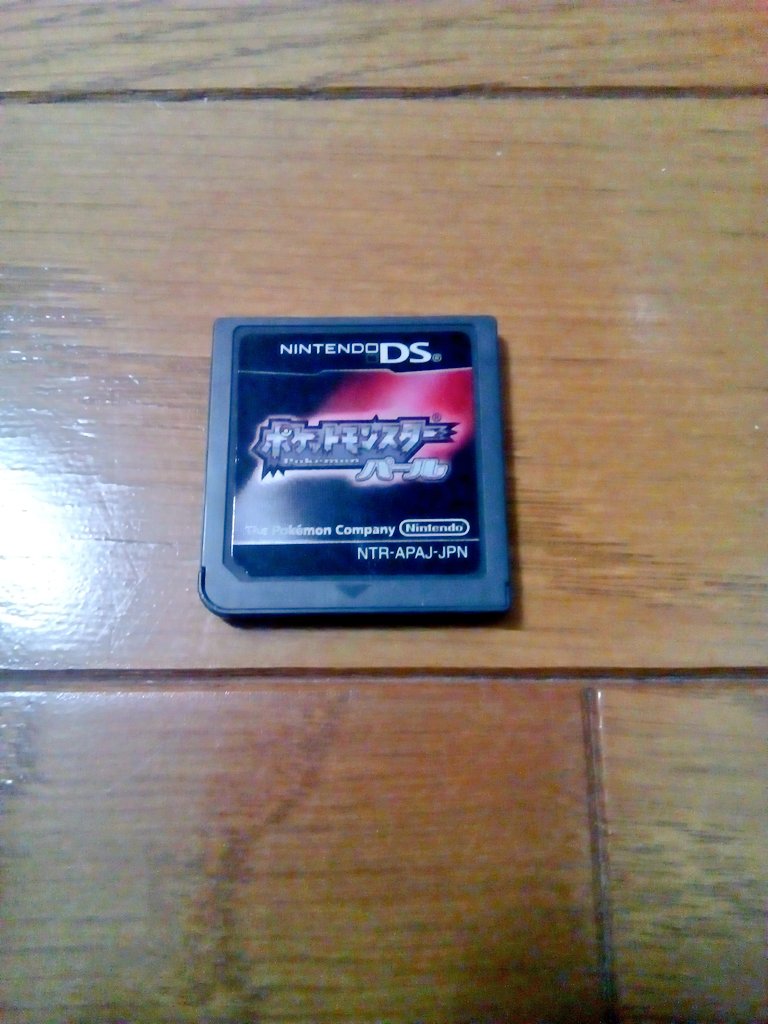 NINTENDO DS®
ポケットモンスター®
Pokémon
パール
The Pokémon Company Nintendo
NTR-APAJ-JPN